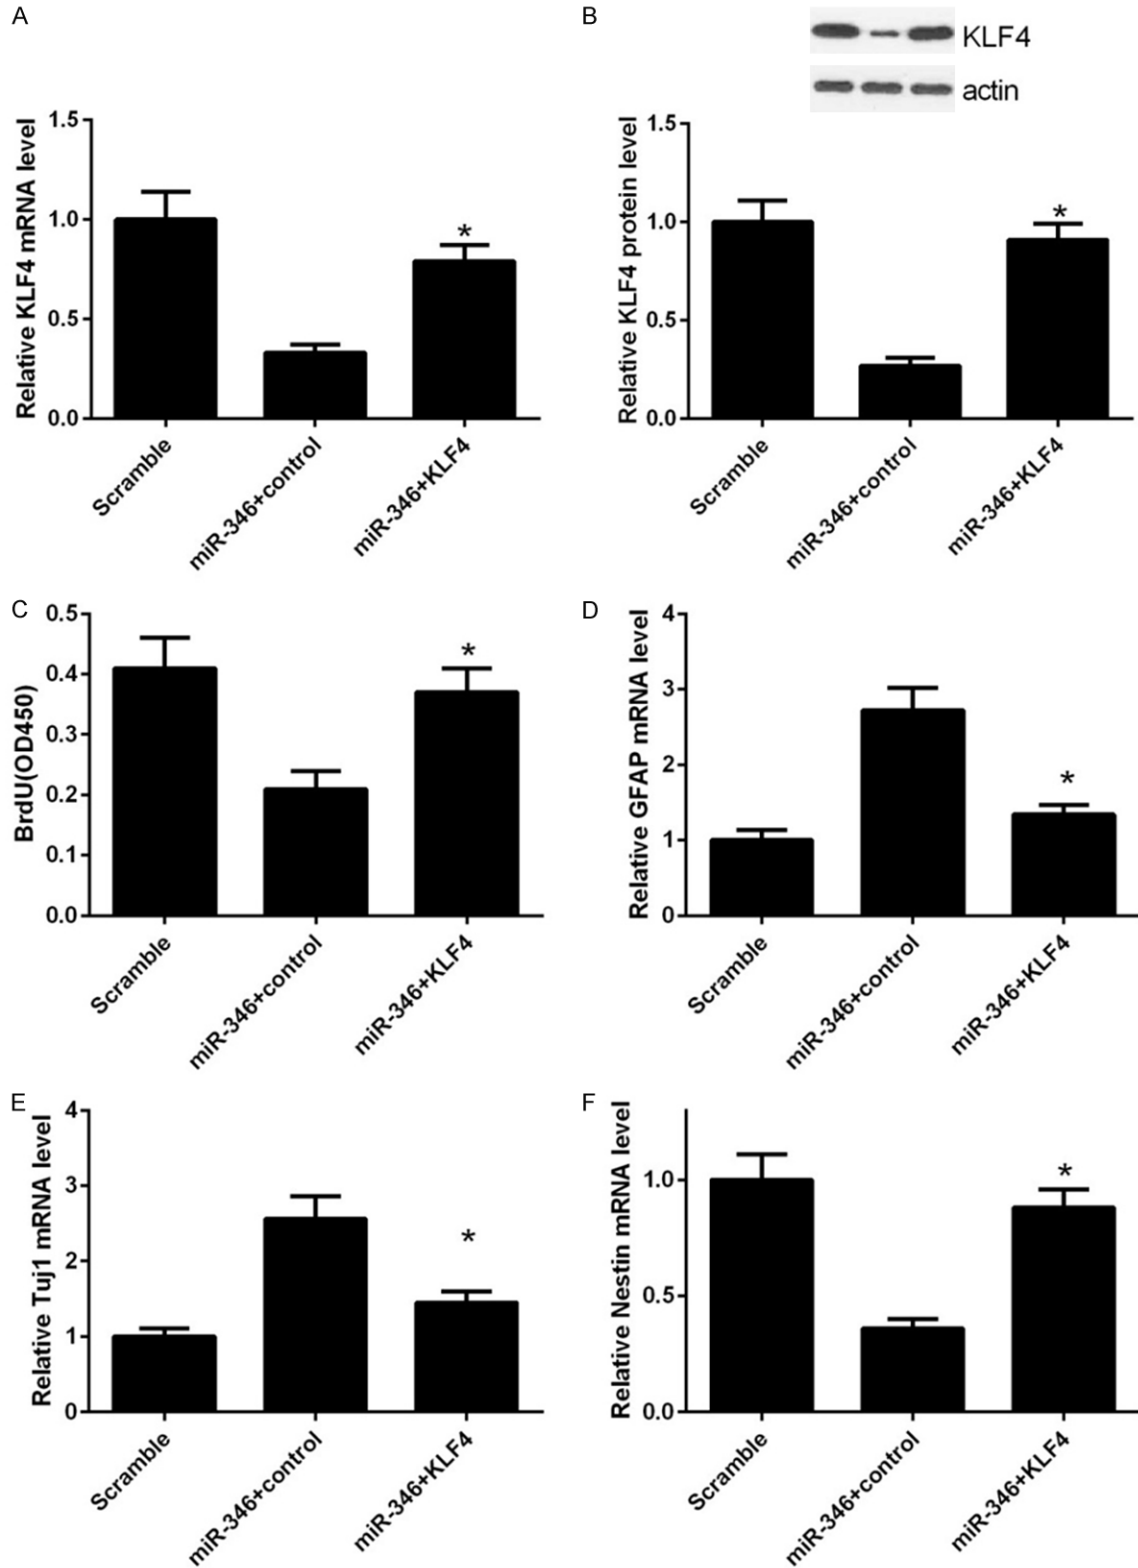 A
Relative KLF4 mRNA level
1.5
1.0
0.5
0.0
*
Scramble
miR-346+control
miR-346+KLF4
B
KLF4
actin
Relative KLF4 protein level
1.5
1.0
0.5
0.0
*
Scramble
miR-346+control
miR-346+KLF4
C
BrdU(OD450)
0.5
0.4
0.3
0.2
0.1
0.0
*
Scramble
miR-346+control
miR-346+KLF4
D
Relative GFAP mRNA level
4
3
2
1
0
*
Scramble
miR-346+control
miR-346+KLF4
E
Relative Tuj1 mRNA level
4
3
2
1
0
*
Scramble
miR-346+control
miR-346+KLF4
F
Relative Nestin mRNA level
1.0
0.5
0.0
*
Scramble
miR-346+control
miR-346+KLF4